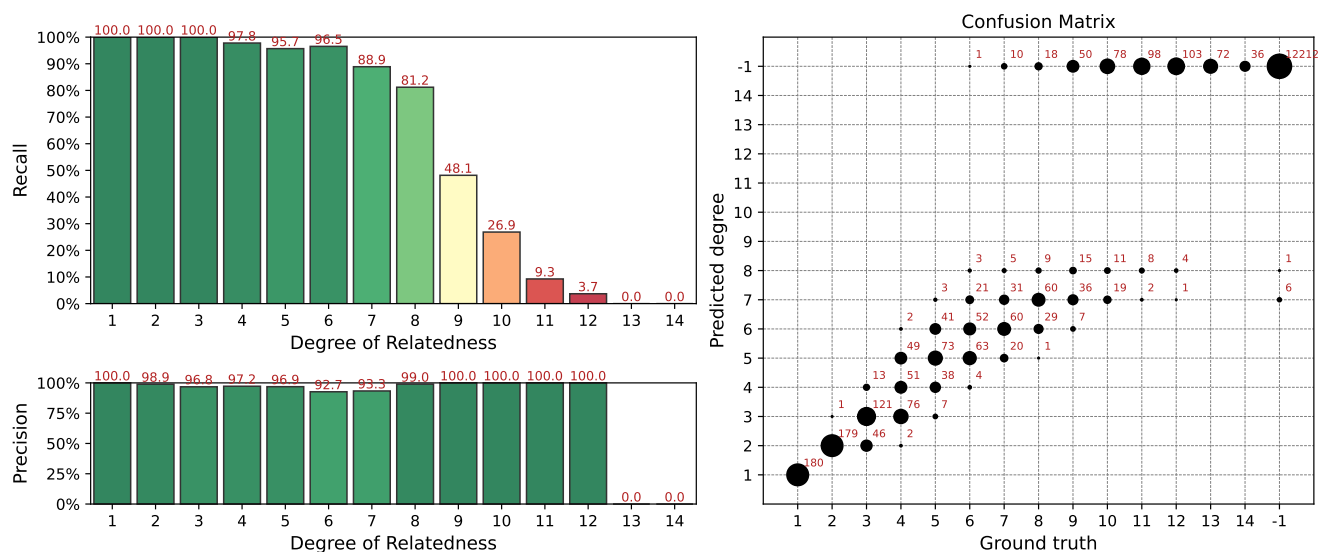 100.0 100.0 100.0 97.8 95.7 96.5 88.9 81.2 48.1 26.9 9.3 3.7 0.0 0.0
100%
90%
80%
70%
60%
50%
40%
30%
20%
10%
0%
Recall
1 2 3 4 5 6 7 8 9 10 11 12 13 14
Degree of Relatedness
100.0 98.9 96.8 97.2 96.9 92.7 93.3 99.0 100.0 100.0 100.0 100.0 0.0 0.0
100%
75%
50%
25%
0%
Precision
1 2 3 4 5 6 7 8 9 10 11 12 13 14
Degree of Relatedness
Confusion Matrix
Predicted degree
-1 1 10 18 50 78 98 103 72 36 12212
14
13
12
11
10
9
8 3 5 9 15 11 8 4 1
7 3 21 31 60 36 19 2 1 6
6 2 41 52 60 29 7
5 49 73 63 20 1
4 13 51 38 4
3 1 121 76 7
2 179 46 2
1 180
1 2 3 4 5 6 7 8 9 10 11 12 13 14 -1
Ground truth